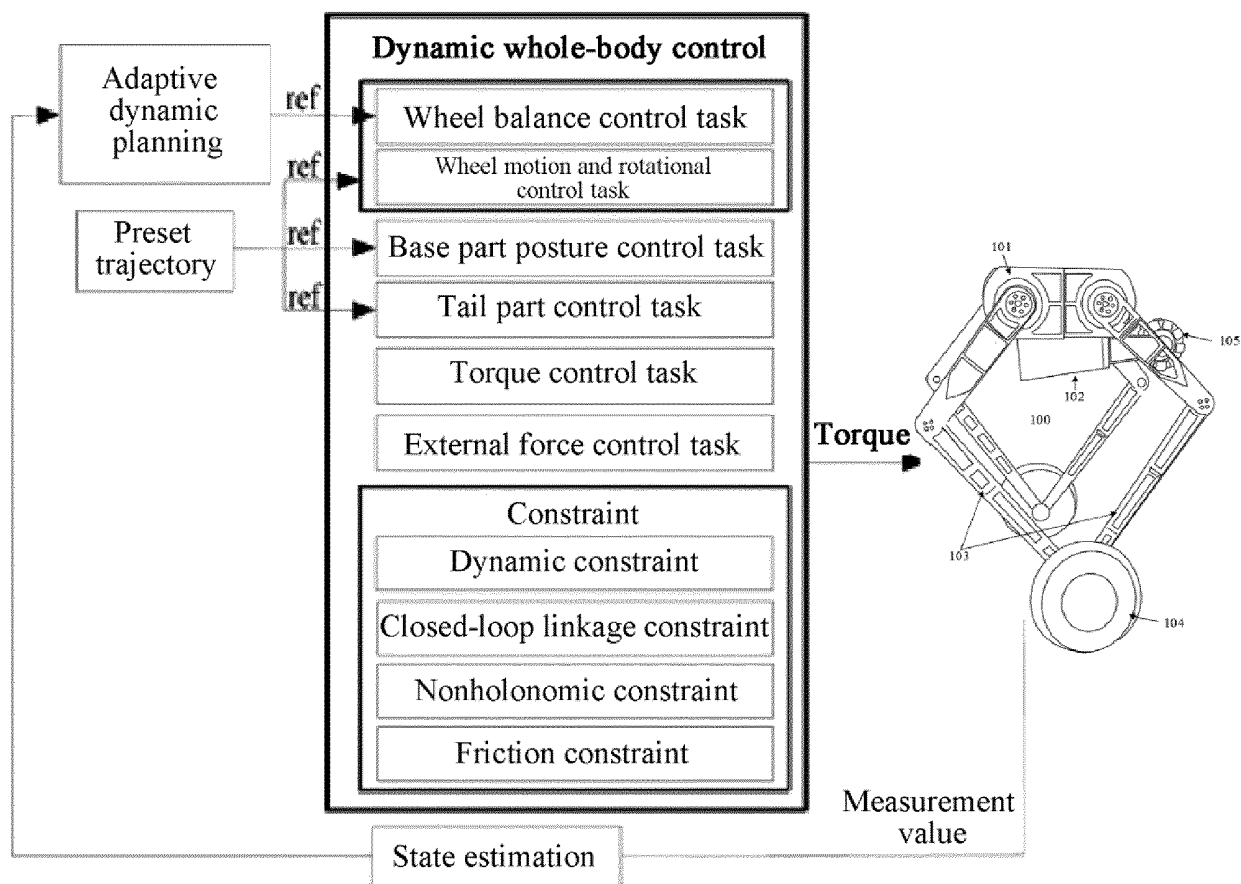 Dynamic whole-body control
Adaptive
dynamic
planning
ref
Wheel balance control task
ref
Wheel motion and rotational
control task
Preset
trajectory
ref
Base part posture control task
ref
Tail part control task
Torque control task
External force control task
Torque
Constraint
Dynamic constraint
Closed-loop linkage constraint
Nonholonomic constraint
Friction constraint
101
105
102
100
103
104
Measurement
value
State estimation